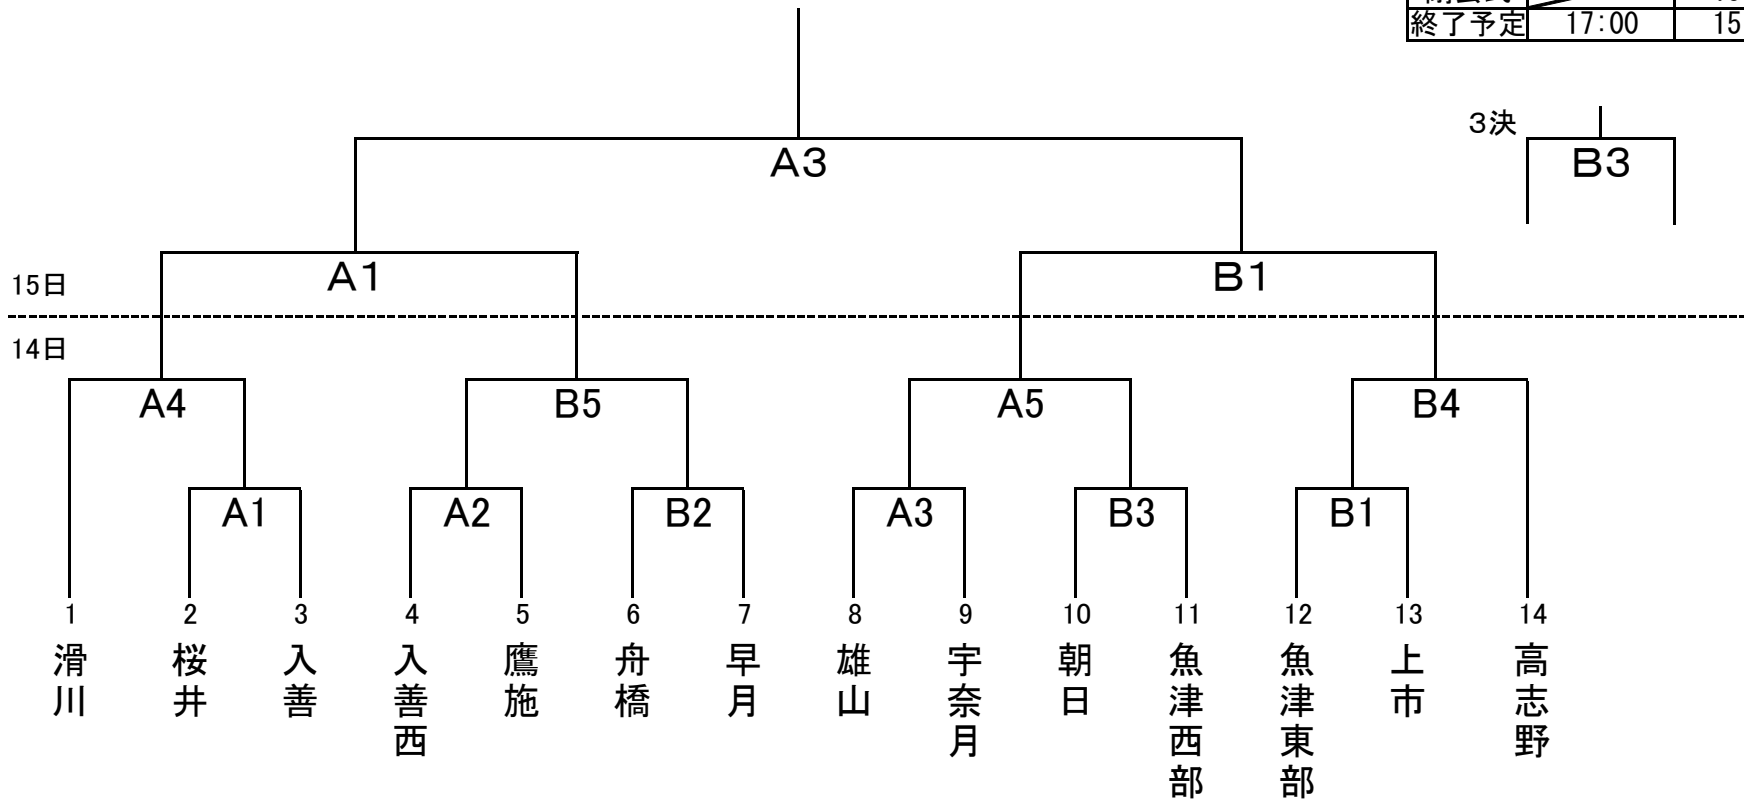 終了予定 17:00 15
3決
A3
B3
15日
A1
B1
14日
A4
B5
A5
B4
A1
A2
B2
A3
B3
B1
1
2
3
4
5
6
7
8
9
10
11
12
13
14
滑川
桜井
入善
入善西
鷹施
舟橋
早月
雄山
宇奈月
朝日
魚津西部
魚津東部
上市
高志野